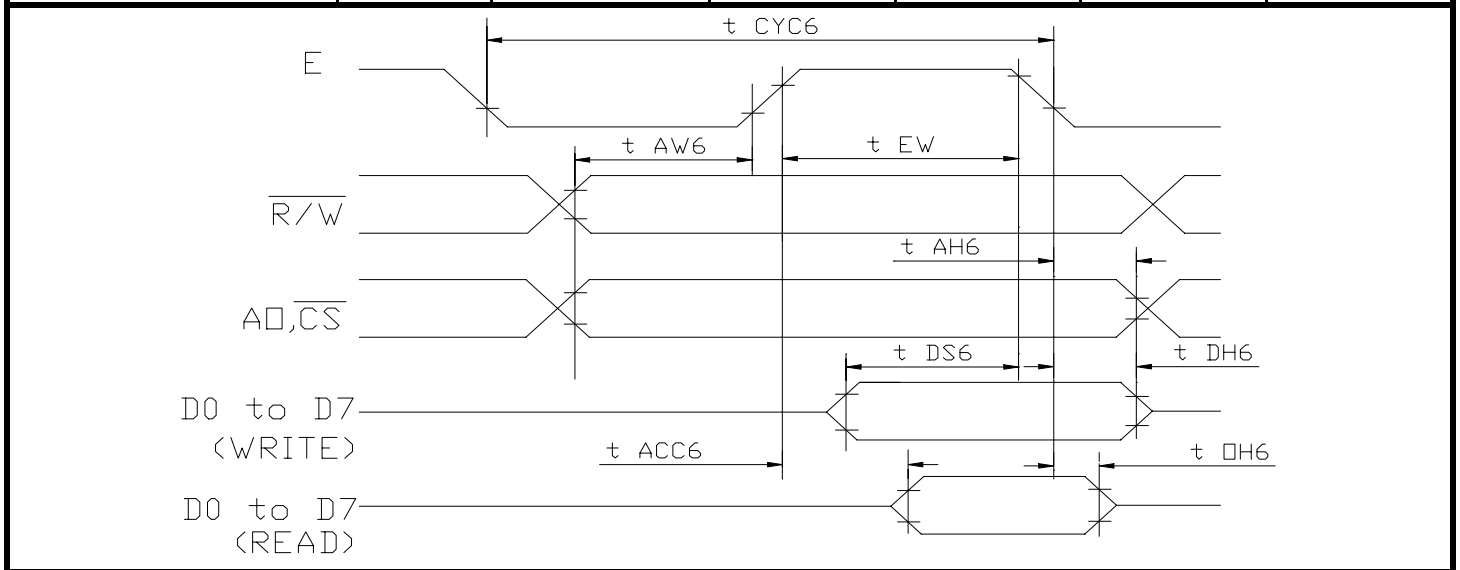 t CYC6
E
t AW6
t EW
R/W
t AH6
A0,CS
t DS6
t DH6
D0 to D7
(WRITE)
t ACC6
t OH6
D0 to D7
(READ)